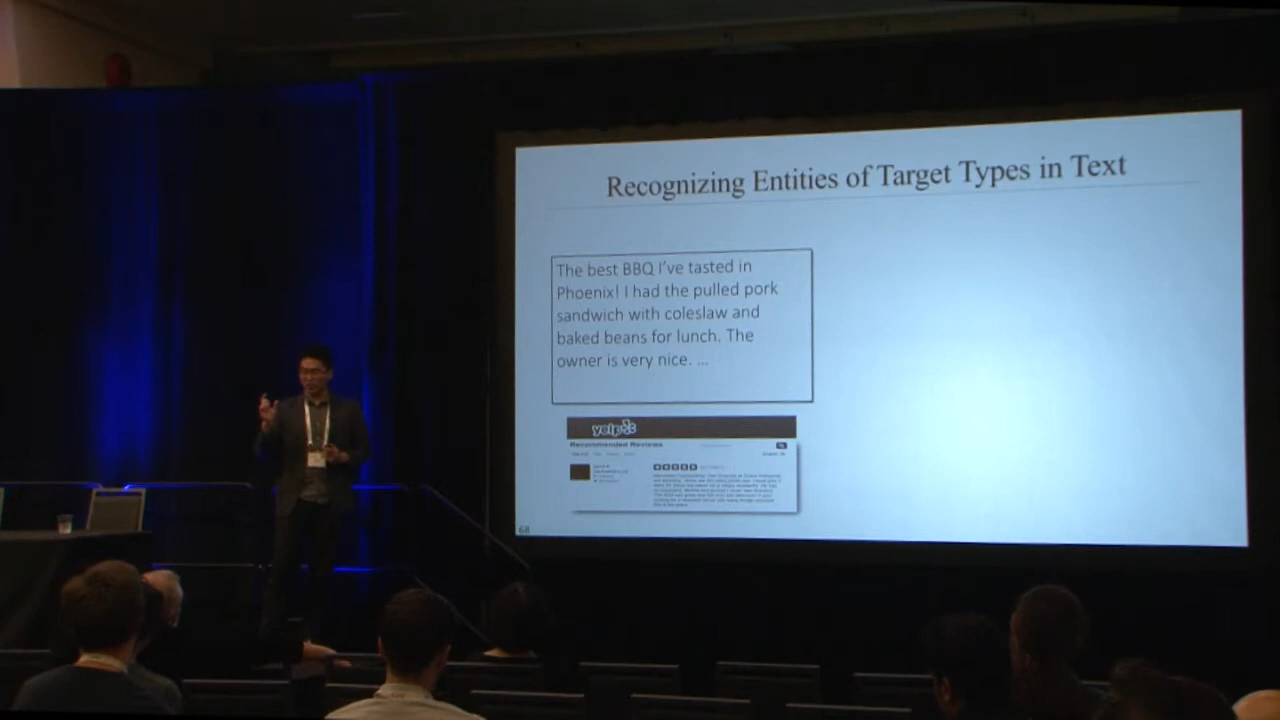 Recognizing Entities of Target Types in Text
The best BBQ I've tasted in
Phoenix! I had the pulled pork
sandwich with coleslaw and
baked beans for lunch. The
owner is very nice. ...
yelp
Recommended Reviews
68